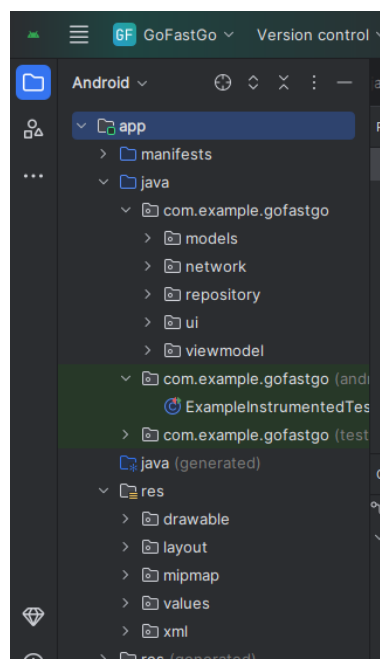 GF GoFastGo Version control
Android
app
manifests
java
com.example.gofastgo
models
network
repository
ui
viewmodel
com.example.gofastgo (and
ExampleInstrumentedTes
com.example.gofastgo (test
java (generated)
res
drawable
layout
mipmap
values
xml
res (generated)